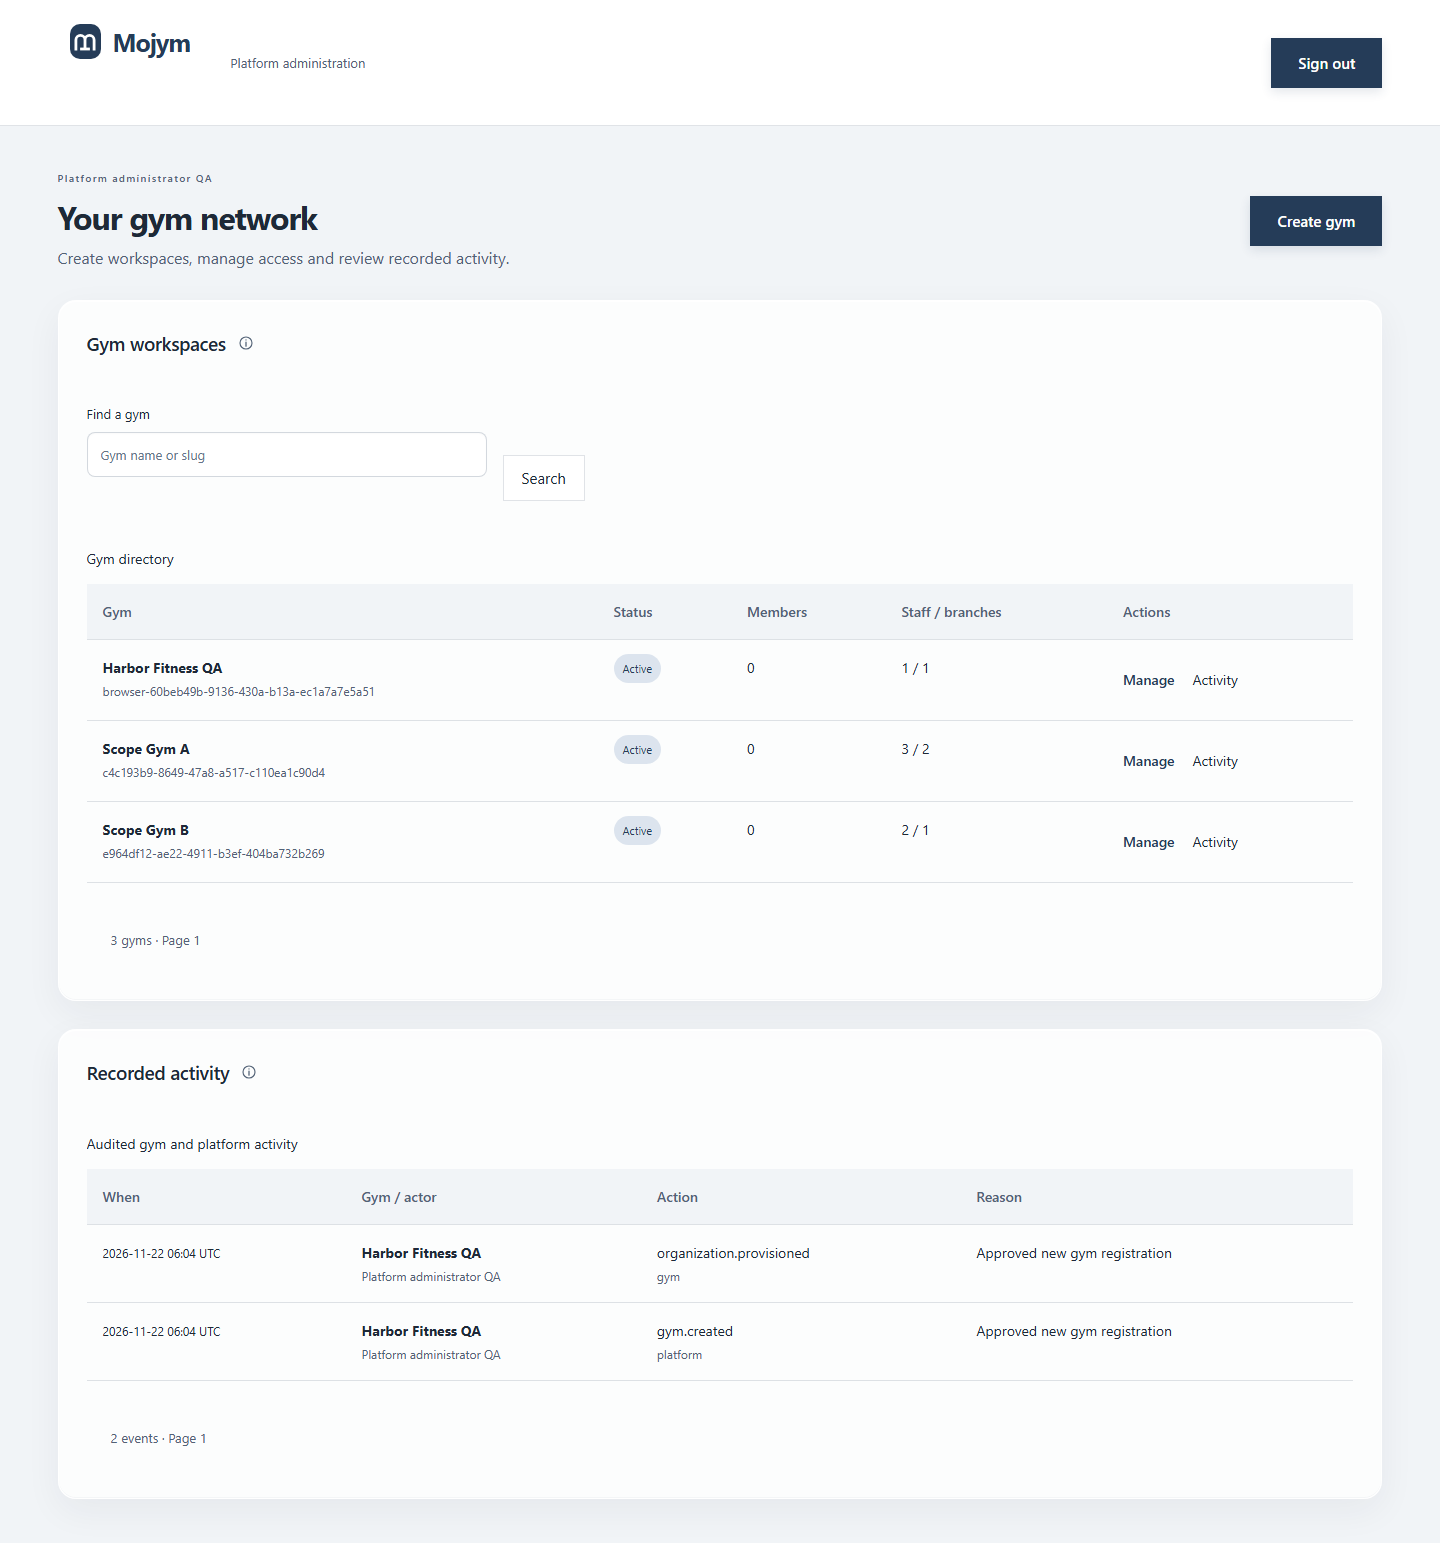 Mojym
Platform administration
Sign out
Platform administrator QA
Your gym network
Create workspaces, manage access and review recorded activity.
Create gym
Gym workspaces
Find a gym
Gym name or slug
Search
Gym directory
Gym Status Members Staff / branches Actions
Harbor Fitness QA Active 0 1 / 1 Manage Activity
browser-60beb49b-9136-430a-b13a-ec1a7a7e5a51
Scope Gym A Active 0 3 / 2 Manage Activity
c4c193b9-8649-47a8-a517-c110ea1c90d4
Scope Gym B Active 0 2 / 1 Manage Activity
e964df12-ae22-4911-b3ef-404ba732b269
3 gyms · Page 1
Recorded activity
Audited gym and platform activity
When Gym / actor Action Reason
2026-11-22 06:04 UTC Harbor Fitness QA organization.provisioned Approved new gym registration
Platform administrator QA gym
2026-11-22 06:04 UTC Harbor Fitness QA gym.created Approved new gym registration
Platform administrator QA platform
2 events · Page 1